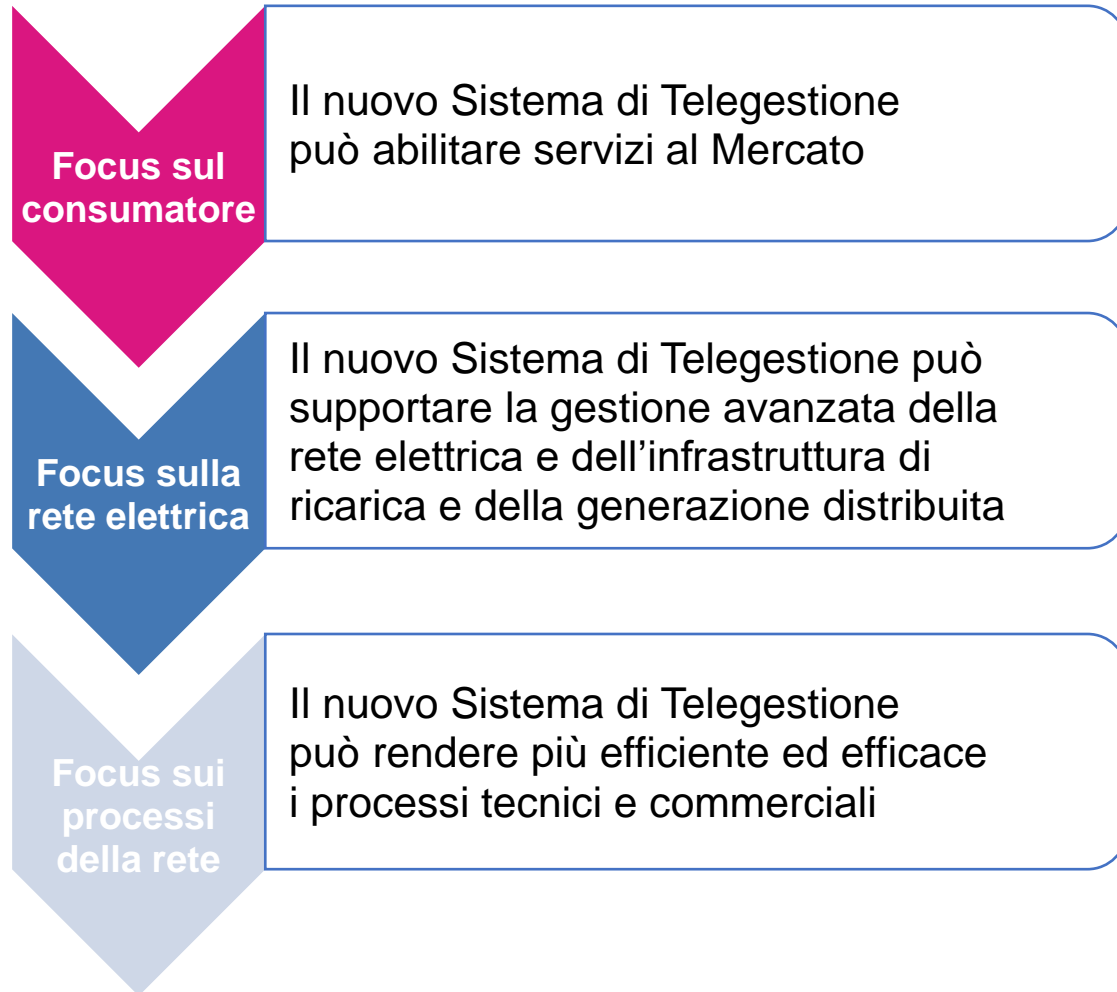 Focus sul
consumatore
Il nuovo Sistema di Telegestione
può abilitare servizi al Mercato
Focus sulla
rete elettrica
Il nuovo Sistema di Telegestione può
supportare la gestione avanzata della
rete elettrica e dell’infrastruttura di
ricarica e della generazione distribuita
Focus sui
processi
della rete
Il nuovo Sistema di Telegestione
può rendere più efficiente ed efficace
i processi tecnici e commerciali